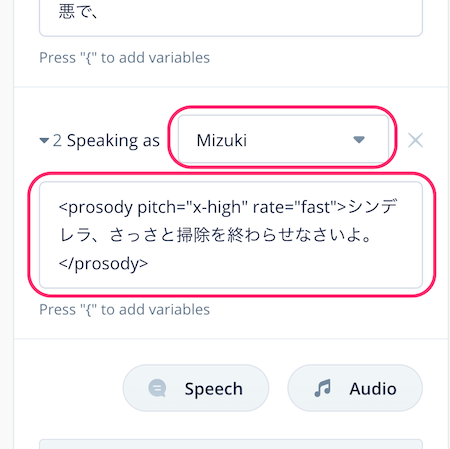 悪で、
Press "{" to add variables
2 Speaking as Mizuki
<prosody pitch="x-high" rate="fast">シンデ
レラ、さっさと掃除を終わらせなさいよ。
</prosody>
Press "{" to add variables
Speech Audio